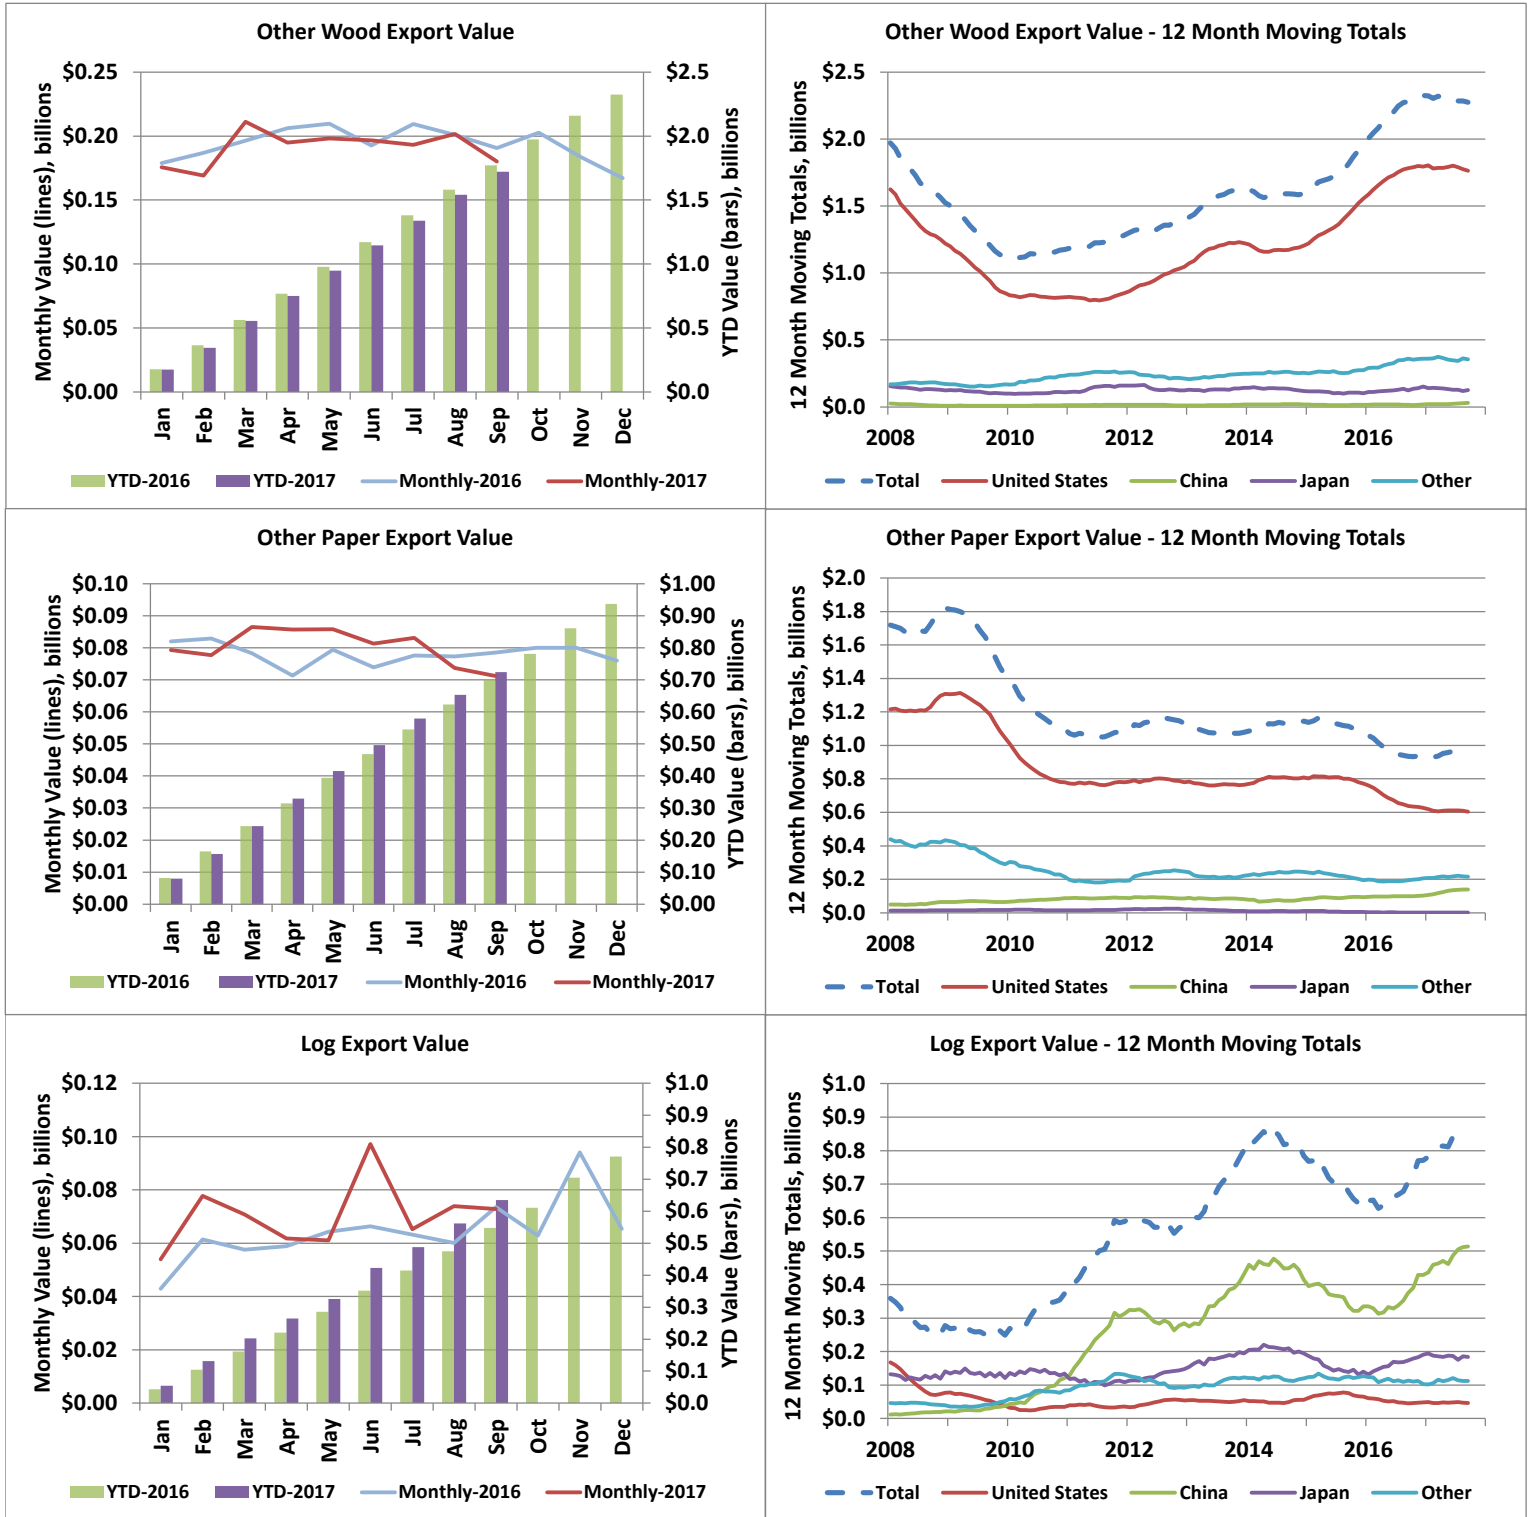 Other Wood Export Value
Monthly Value (lines), billions
$0.25
$0.20
$0.15
$0.10
$0.05
$0.00
$2.5
$2.0
$1.5
$1.0
$0.5
$0.0
YTD Value (bars), billions
Jan Feb Mar Apr May Jun Jul Aug Sep Oct Nov Dec
YTD-2016 YTD-2017 Monthly-2016 Monthly-2017
Other Wood Export Value - 12 Month Moving Totals
12 Month Moving Totals, billions
$2.5
$2.0
$1.5
$1.0
$0.5
$0.0
2008 2010 2012 2014 2016
Total United States China Japan Other
Other Paper Export Value
Monthly Value (lines), billions
$0.10
$0.09
$0.08
$0.07
$0.06
$0.05
$0.04
$0.03
$0.02
$0.01
$0.00
$1.00
$0.90
$0.80
$0.70
$0.60
$0.50
$0.40
$0.30
$0.20
$0.10
$0.00
YTD Value (bars), billions
Jan Feb Mar Apr May Jun Jul Aug Sep Oct Nov Dec
YTD-2016 YTD-2017 Monthly-2016 Monthly-2017
Other Paper Export Value - 12 Month Moving Totals
12 Month Moving Totals, billions
$2.0
$1.8
$1.6
$1.4
$1.2
$1.0
$0.8
$0.6
$0.4
$0.2
$0.0
2008 2010 2012 2014 2016
Total United States China Japan Other
Log Export Value
Monthly Value (lines), billions
$0.12
$0.10
$0.08
$0.06
$0.04
$0.02
$0.00
$1.0
$0.9
$0.8
$0.7
$0.6
$0.5
$0.4
$0.3
$0.2
$0.1
$0.0
YTD Value (bars), billions
Jan Feb Mar Apr May Jun Jul Aug Sep Oct Nov Dec
YTD-2016 YTD-2017 Monthly-2016 Monthly-2017
Log Export Value - 12 Month Moving Totals
12 Month Moving Totals, billions
$1.0
$0.9
$0.8
$0.7
$0.6
$0.5
$0.4
$0.3
$0.2
$0.1
$0.0
2008 2010 2012 2014 2016
Total United States China Japan Other